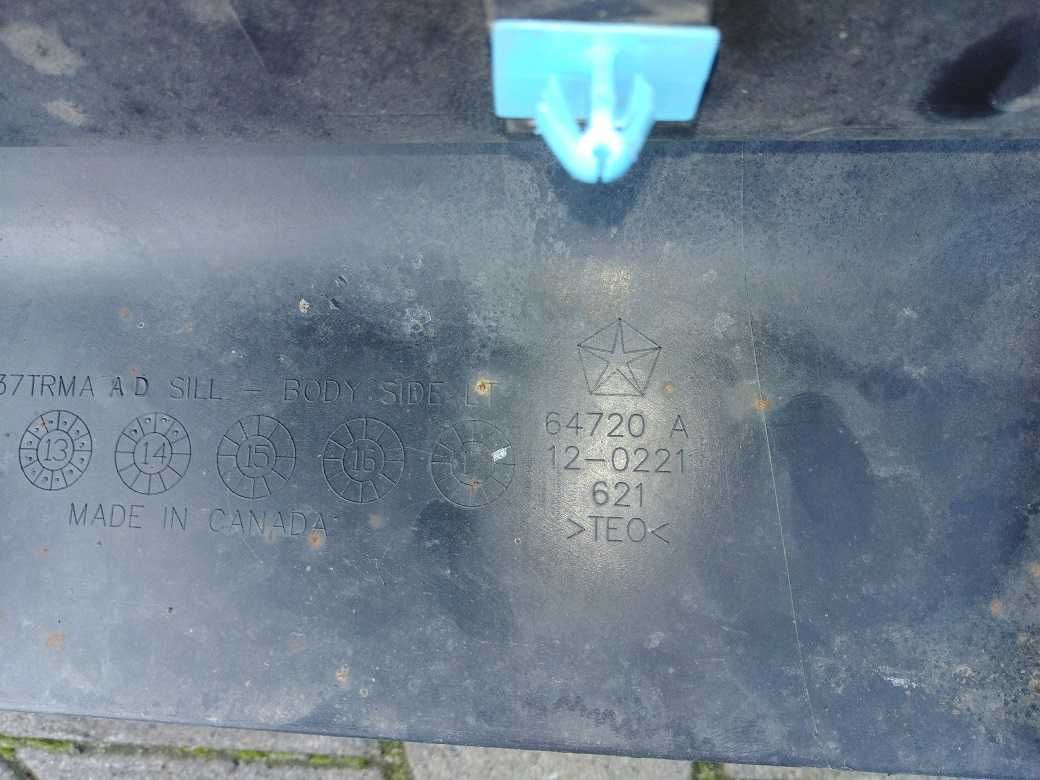 37TRMA A D SILL - BODY SIDE LT
13 14 15 16
MADE IN CANADA
64720 A
12-0221
621
>TEO<